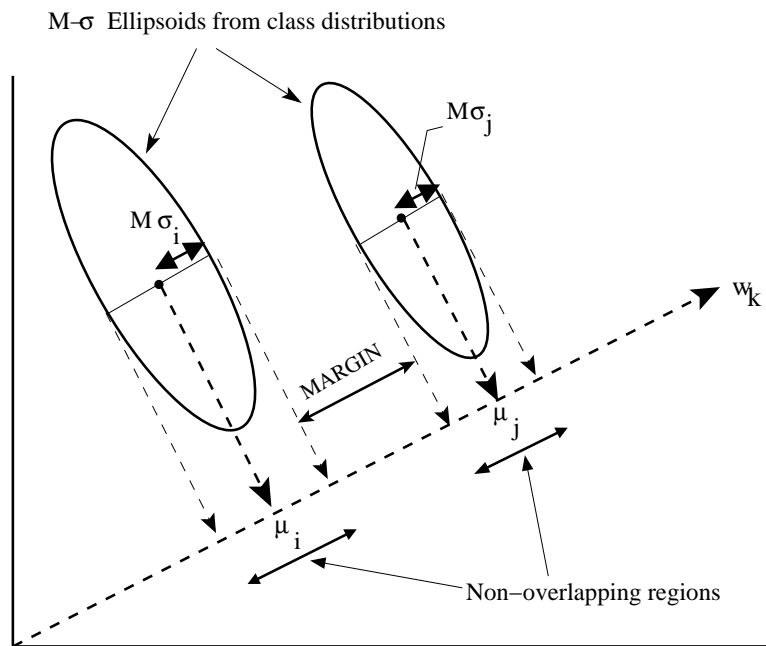 M-σ Ellipsoids from class distributions
Mσj
M σi
wk
MARGIN
μj
μi
Non-overlapping regions